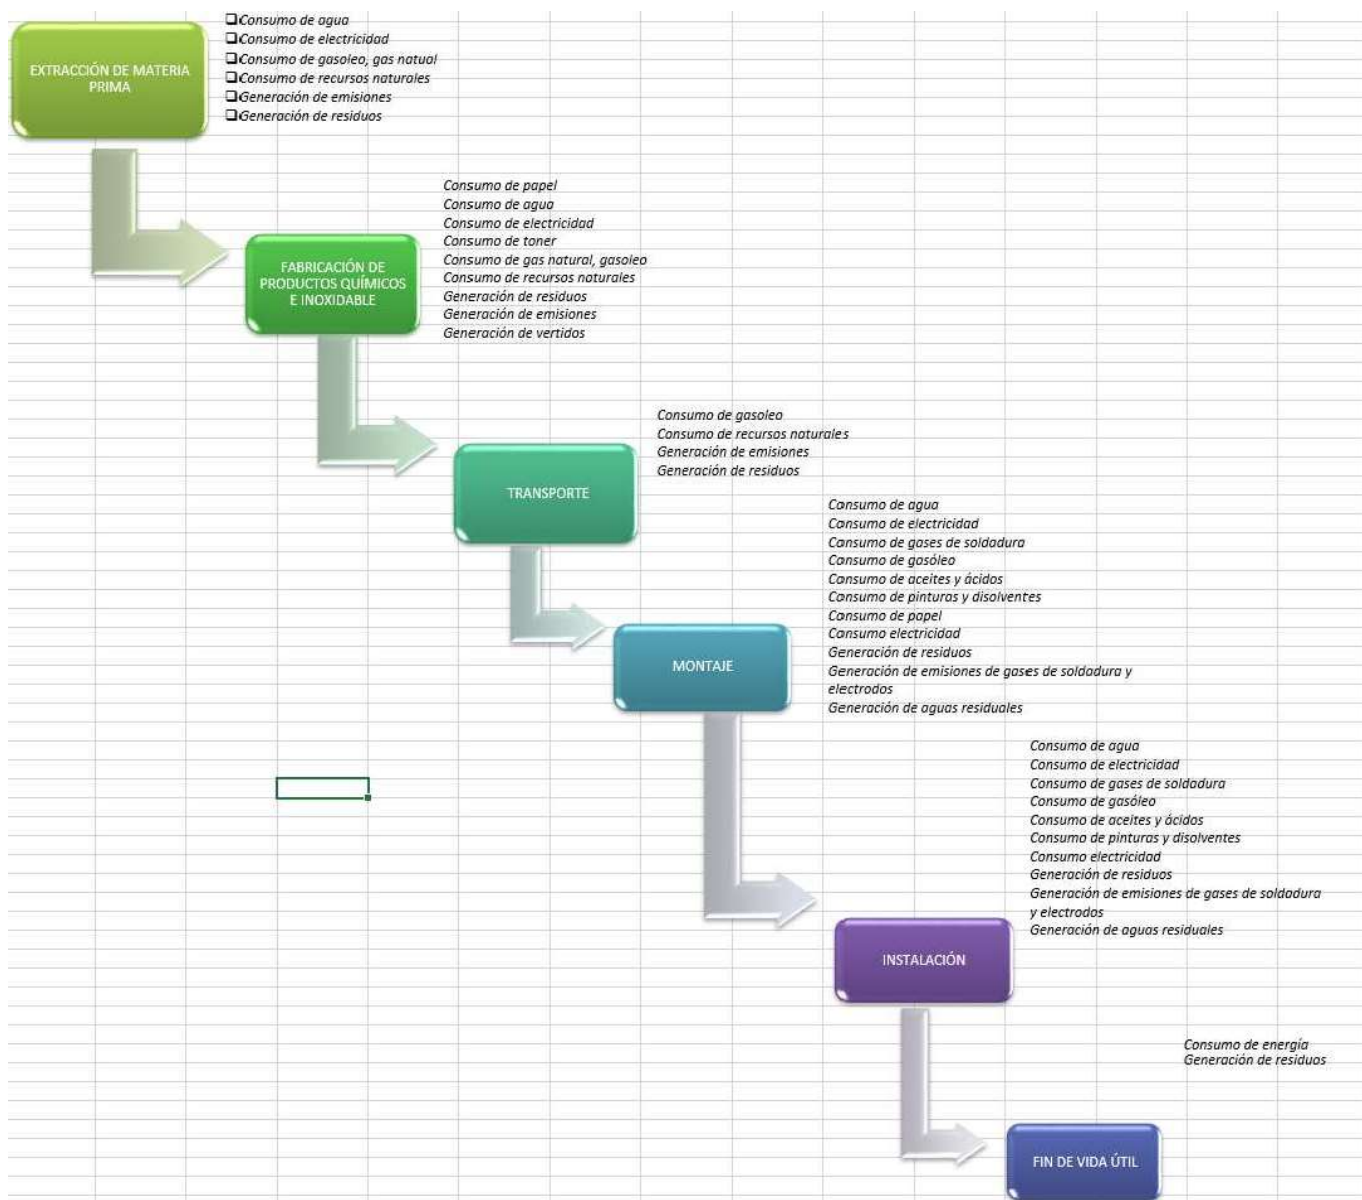 ❑Consumo de agua
❑Consumo de electricidad
❑Consumo de gasoleo, gas natual
❑Consumo de recursos naturales
❑Generación de emisiones
❑Generación de residuos
EXTRACCIÓN DE MATERIA
PRIMA
Consumo de papel
Consumo de agua
Consumo de electricidad
Consumo de toner
Consumo de gas natural, gasoleo
Consumo de recursos naturales
Generación de residuos
Generación de emisiones
Generación de vertidos
FABRICACIÓN DE
PRODUCTOS QUÍMICOS
E INOXIDABLE
Consumo de gasoleo
Consumo de recursos naturales
Generación de emisiones
Generación de residuos
TRANSPORTE
Consumo de agua
Consumo de electricidad
Consumo de gases de soldadura
Consumo de gasóleo
Consumo de aceites y ácidos
Consumo de pinturas y disolventes
Consumo de papel
Consumo electricidad
Generación de residuos
Generación de emisiones de gases de soldadura y
electrodos
Generación de aguas residuales
MONTAJE
Consumo de agua
Consumo de electricidad
Consumo de gases de soldadura
Consumo de gasóleo
Consumo de aceites y ácidos
Consumo de pinturas y disolventes
Consumo electricidad
Generación de residuos
Generación de emisiones de gases de soldadura
y electrodos
Generación de aguas residuales
INSTALACIÓN
Consumo de energía
Generación de residuos
FIN DE VIDA ÚTIL